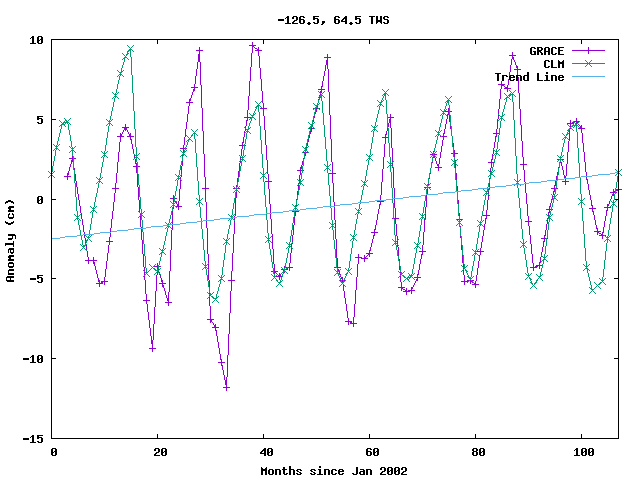 -126.5, 64.5 TWS
GRACE
CLM
Trend Line
10
5
0
-5
-10
-15
Anomaly (cm)
0 20 40 60 80 100
Months since Jan 2002